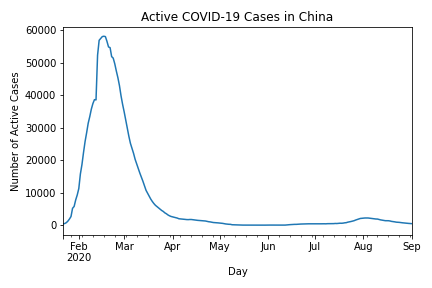 Active COVID-19 Cases in China
Number of Active Cases
60000
50000
40000
30000
20000
10000
0
Feb Mar Apr May Jun Jul Aug Sep
2020
Day